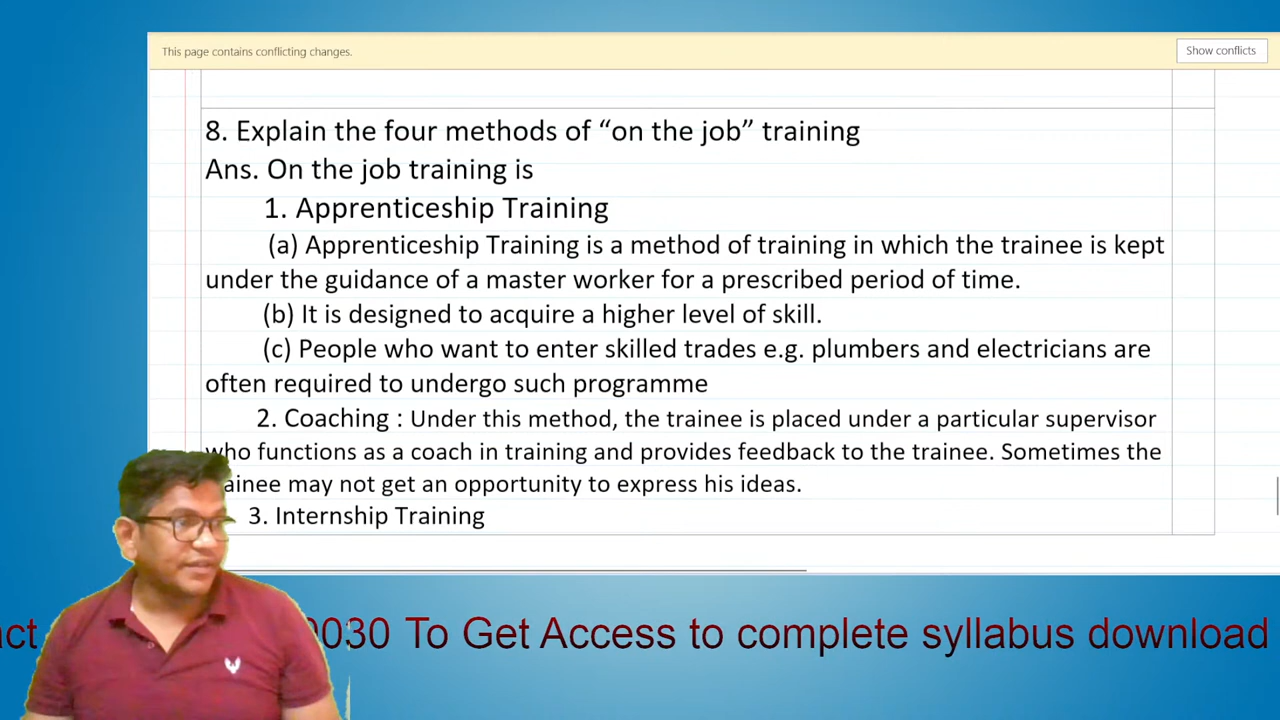 This page contains conflicting changes.
Show conflicts
8. Explain the four methods of “on the job” training
Ans. On the job training is
1. Apprenticeship Training
(a) Apprenticeship Training is a method of training in which the trainee is kept
under the guidance of a master worker for a prescribed period of time.
(b) It is designed to acquire a higher level of skill.
(c) People who want to enter skilled trades e.g. plumbers and electricians are
often required to undergo such programme
2. Coaching : Under this method, the trainee is placed under a particular supervisor
who functions as a coach in training and provides feedback to the trainee. Sometimes the
ainee may not get an opportunity to express his ideas.
3. Internship Training
act 0030 To Get Access to complete syllabus download